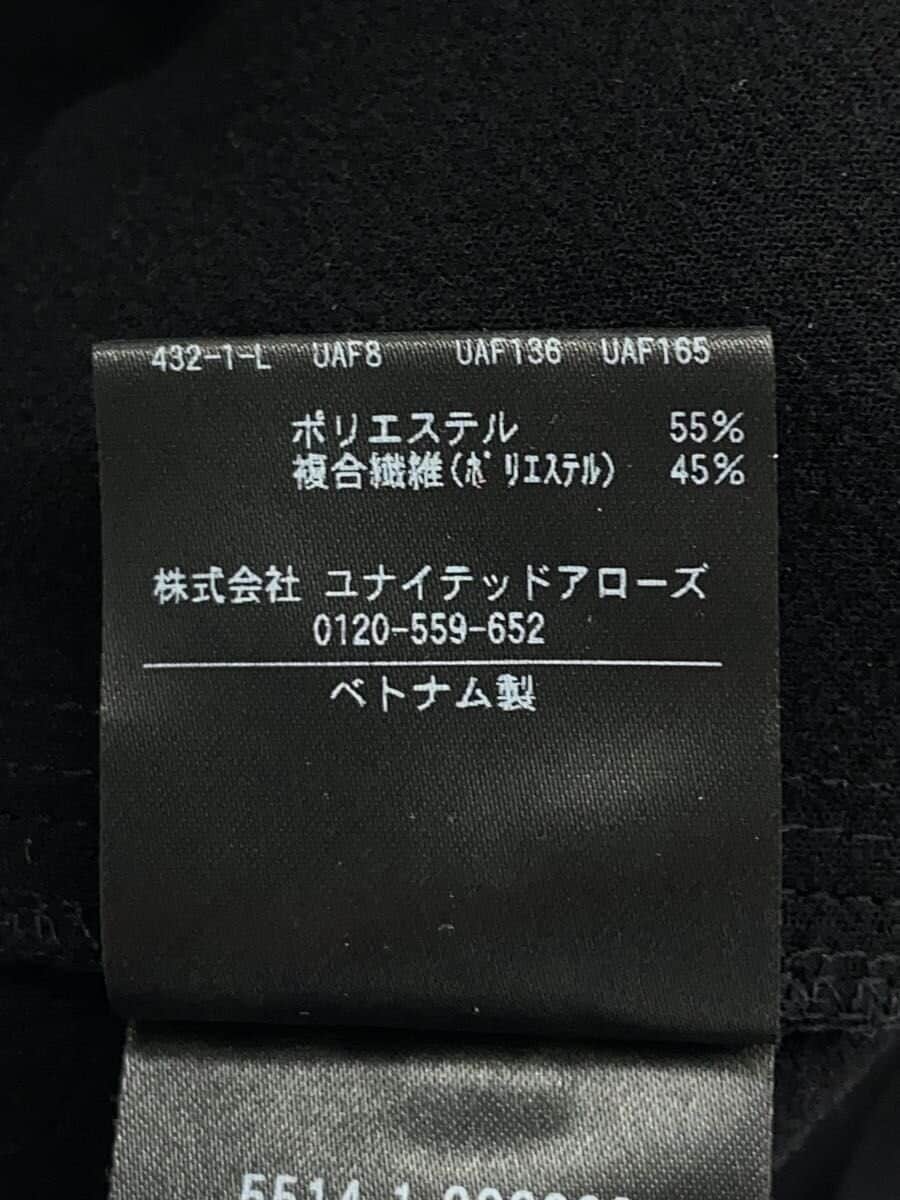 432-1-L UAF8 UAF136 UAF165
ポリエステル 55%
複合繊維(ポリエステル) 45%
株式会社 ユナイテッドアローズ
0120-559-652
ベトナム製